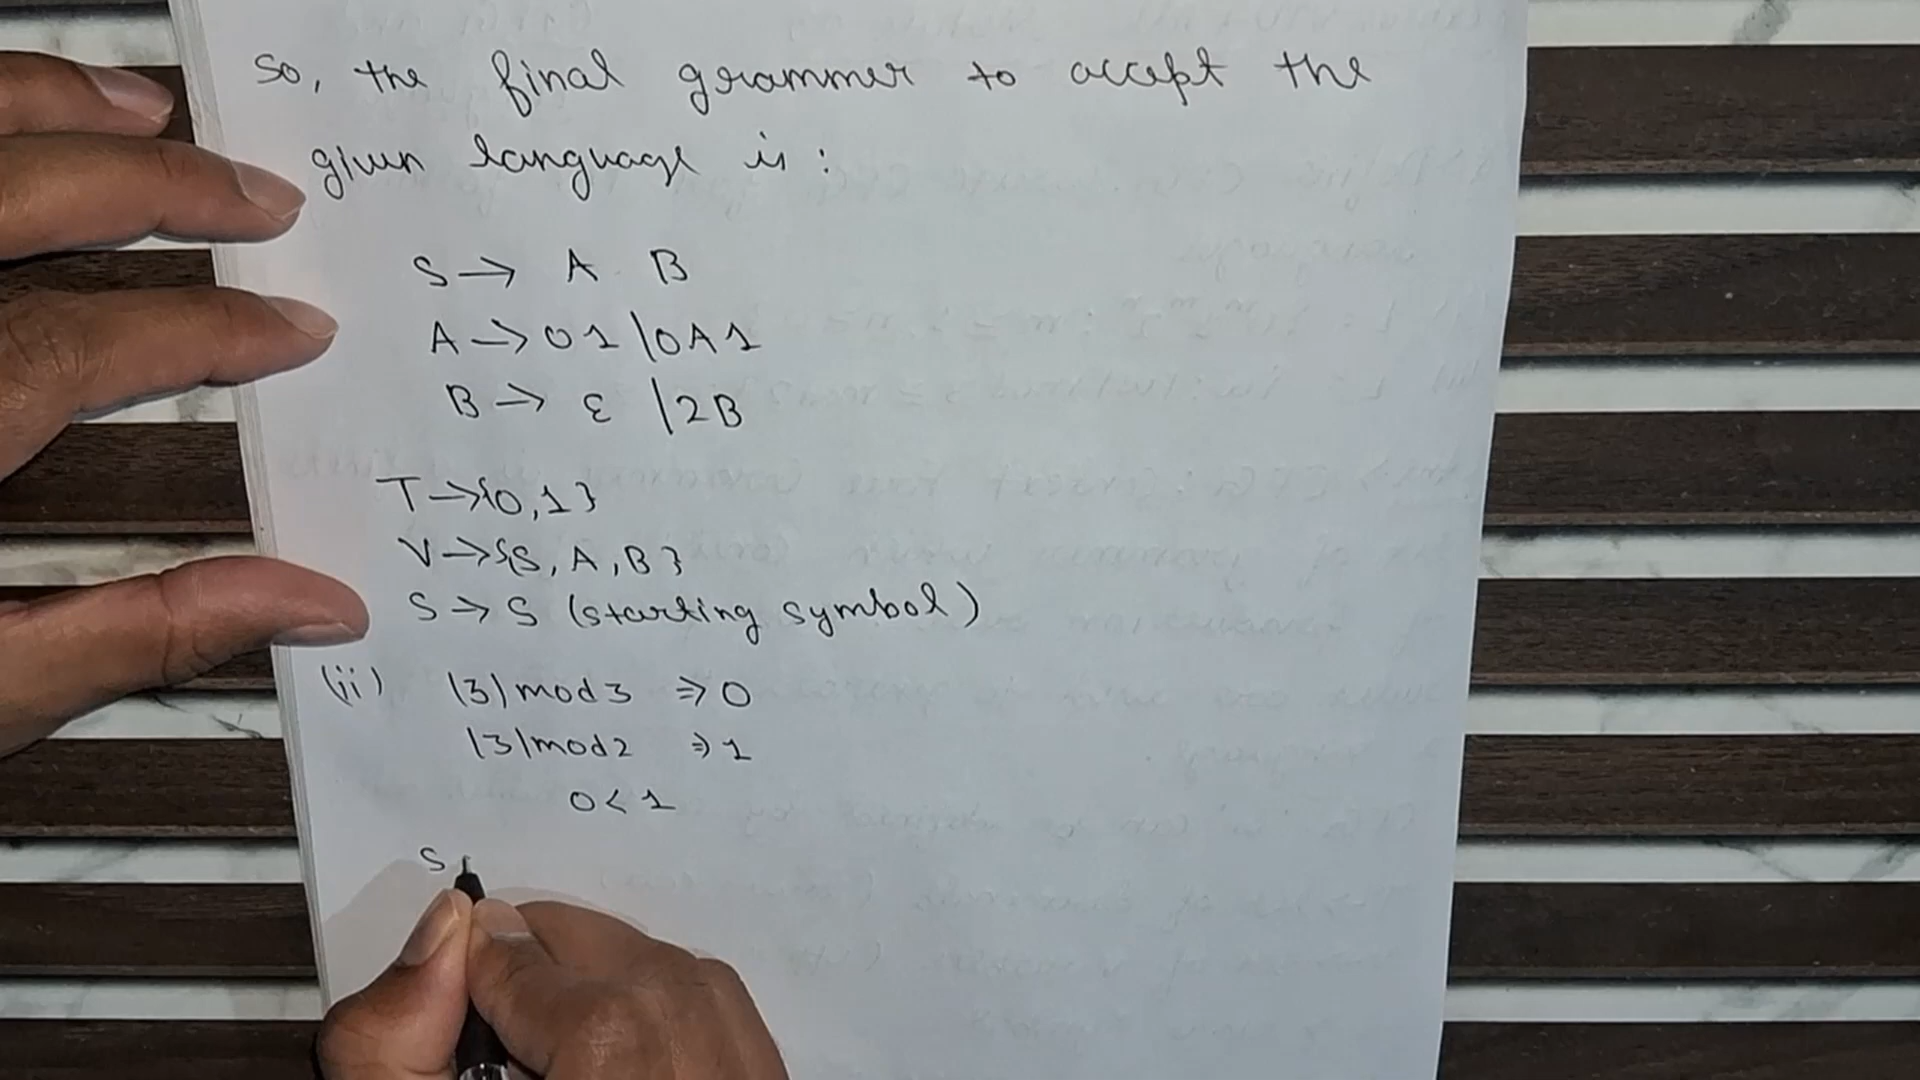 So, the final grammer to accept the
given language is :
S → A B
A → 01 | 0A1
B → ε | 2B
T → {0,1}
V → {S, A, B}
S → S (starting symbol)
(ii) |3| mod 3 ⇒ 0
|3| mod 2 ⇒ 1
0 < 1
S